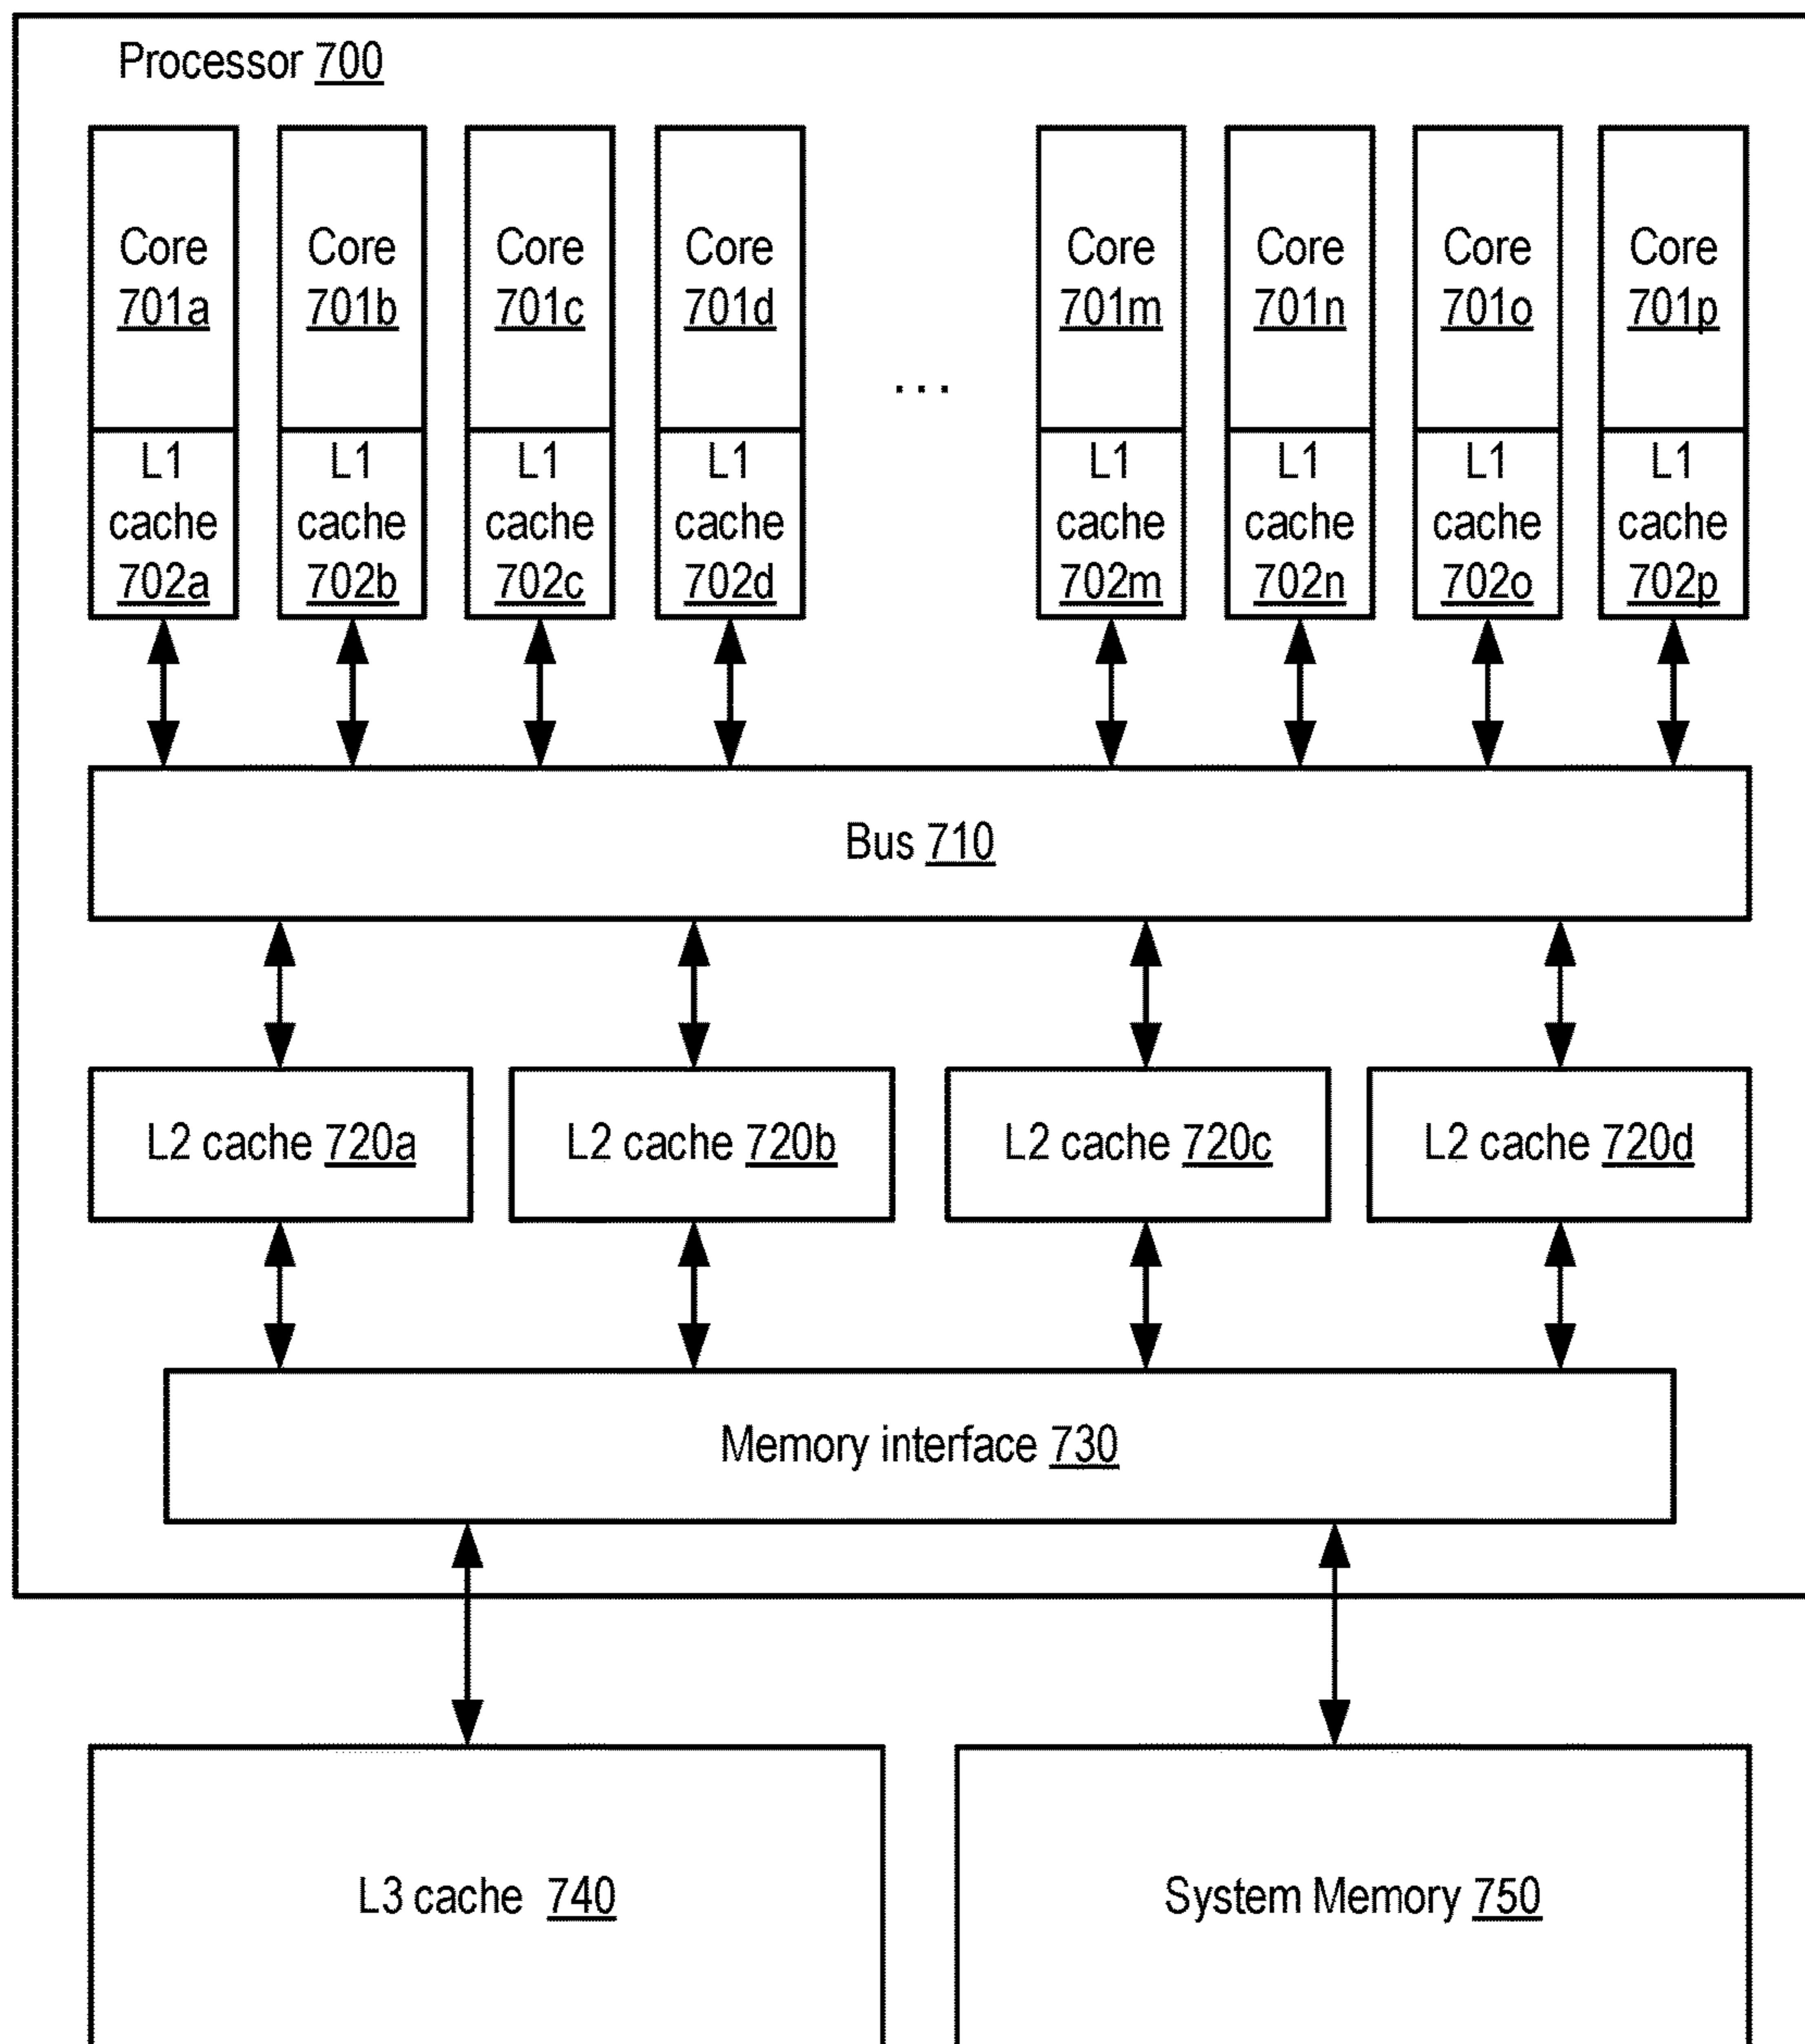 Processor 700
Core 701a
Core 701b
Core 701c
Core 701d
...
Core 701m
Core 701n
Core 701o
Core 701p
L1 cache 702a
L1 cache 702b
L1 cache 702c
L1 cache 702d
L1 cache 702m
L1 cache 702n
L1 cache 702o
L1 cache 702p
Bus 710
L2 cache 720a
L2 cache 720b
L2 cache 720c
L2 cache 720d
Memory interface 730
L3 cache 740
System Memory 750